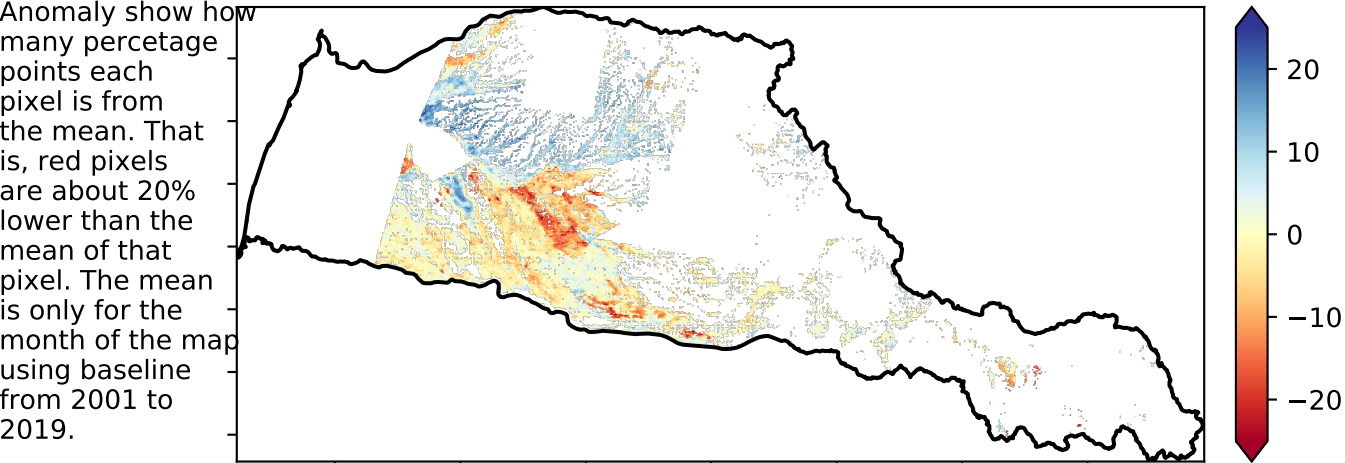 Anomaly show how
many percetage
points each
pixel is from
the mean. That
is, red pixels
are about 20%
lower than the
mean of that
pixel. The mean
is only for the
month of the map
using baseline
from 2001 to
2019.
20
10
0
−10
−20